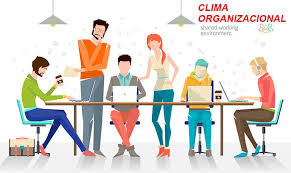 CLIMA
ORGANIZACIONAL
shared working
environment